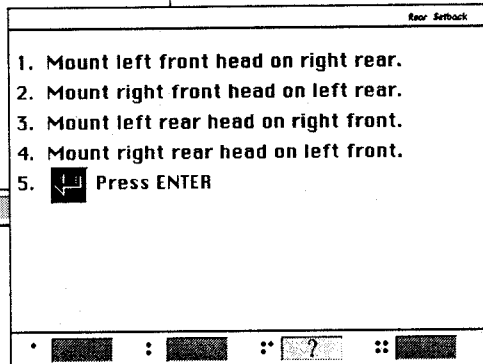 Rear Setback
1. Mount left front head on right rear.
2. Mount right front head on left rear.
3. Mount left rear head on right front.
4. Mount right rear head on left front.
5. Press ENTER
?